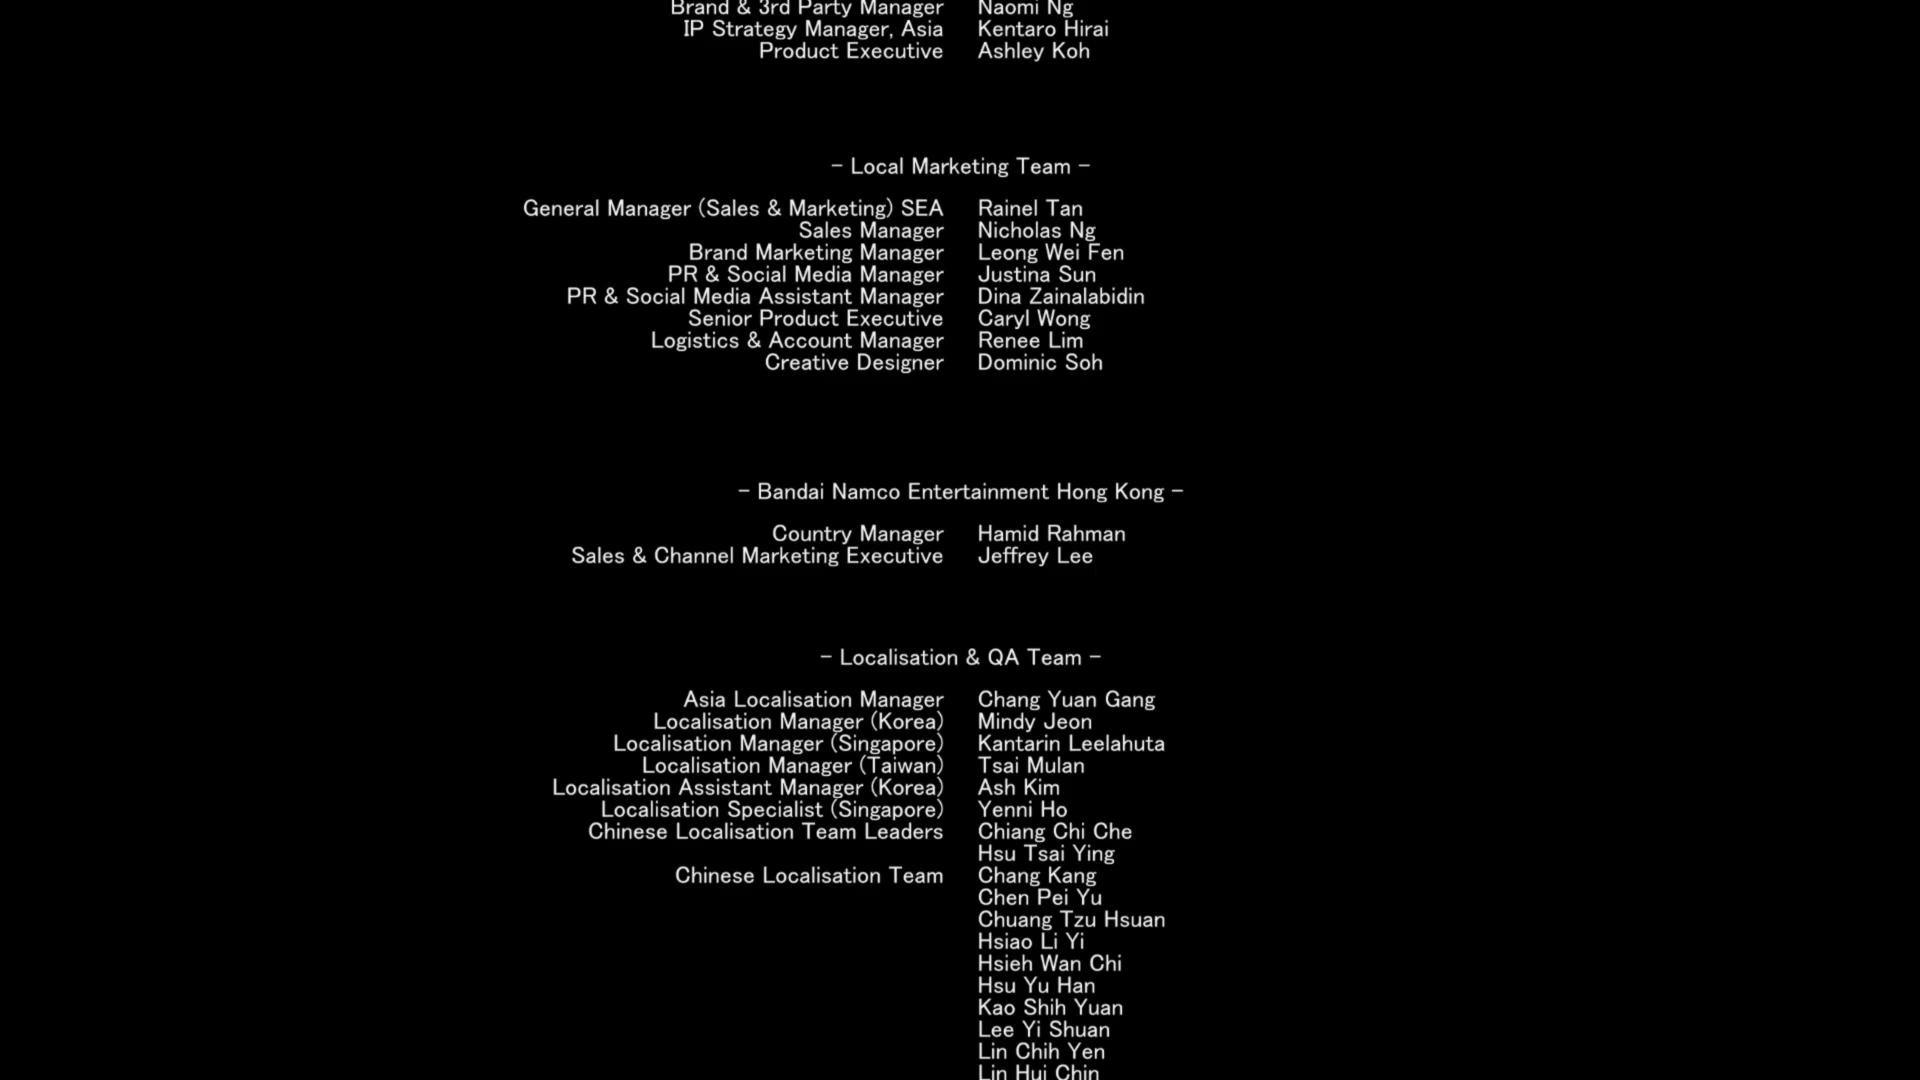 Brand & 3rd Party Manager Naomi Ng
IP Strategy Manager, Asia Kentaro Hirai
Product Executive Ashley Koh
- Local Marketing Team -
General Manager (Sales & Marketing) SEA Rainel Tan
Sales Manager Nicholas Ng
Brand Marketing Manager Leong Wei Fen
PR & Social Media Manager Justina Sun
PR & Social Media Assistant Manager Dina Zainalabidin
Senior Product Executive Caryl Wong
Logistics & Account Manager Renee Lim
Creative Designer Dominic Soh
- Bandai Namco Entertainment Hong Kong -
Country Manager Hamid Rahman
Sales & Channel Marketing Executive Jeffrey Lee
- Localisation & QA Team -
Asia Localisation Manager Chang Yuan Gang
Localisation Manager (Korea) Mindy Jeon
Localisation Manager (Singapore) Kantarin Leelahuta
Localisation Manager (Taiwan) Tsai Mulan
Localisation Assistant Manager (Korea) Ash Kim
Localisation Specialist (Singapore) Yenni Ho
Chinese Localisation Team Leaders Chiang Chi Che
Hsu Tsai Ying
Chinese Localisation Team Chang Kang
Chen Pei Yu
Chuang Tzu Hsuan
Hsiao Li Yi
Hsieh Wan Chi
Hsu Yu Han
Kao Shih Yuan
Lee Yi Shuan
Lin Chih Yen
Lin Hui Chin